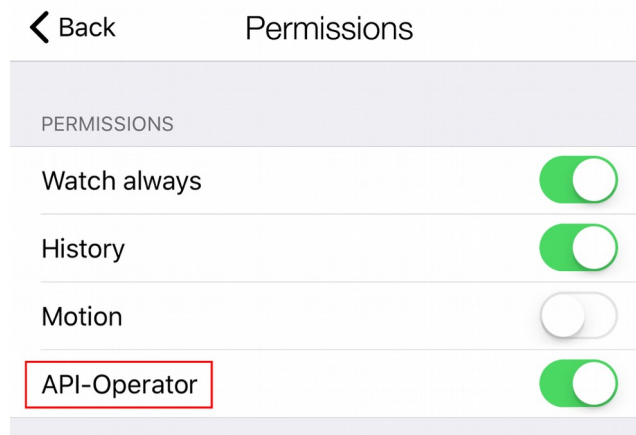 Back Permissions
PERMISSIONS
Watch always
History
Motion
API-Operator